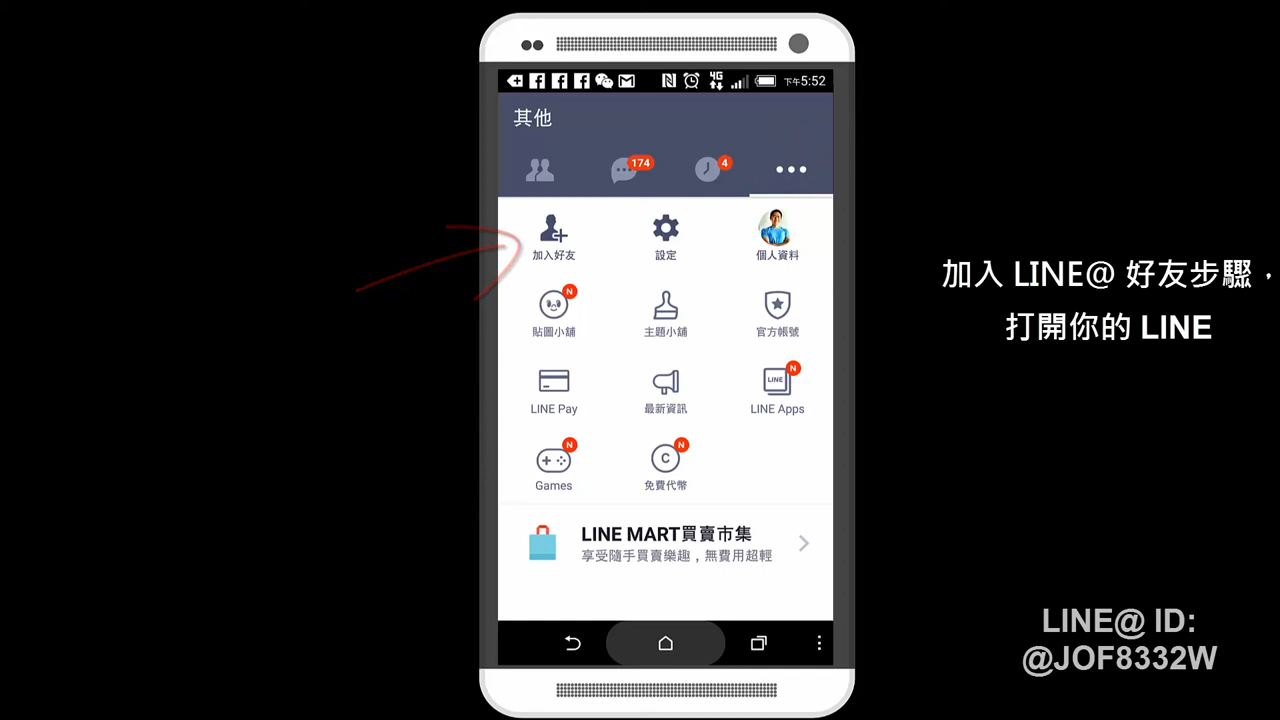 下午5:52
其他
174
4
加入好友
設定
個人資料
N
貼圖小舖
主題小舖
官方帳號
LINE
N
LINE Pay
最新資訊
LINE Apps
N
C
N
Games
免費代幣
LINE MART買賣市集
享受隨手買賣樂趣，無費用超輕
加入 LINE@ 好友步驟，
打開你的 LINE
LINE@ ID:
@JOF8332W